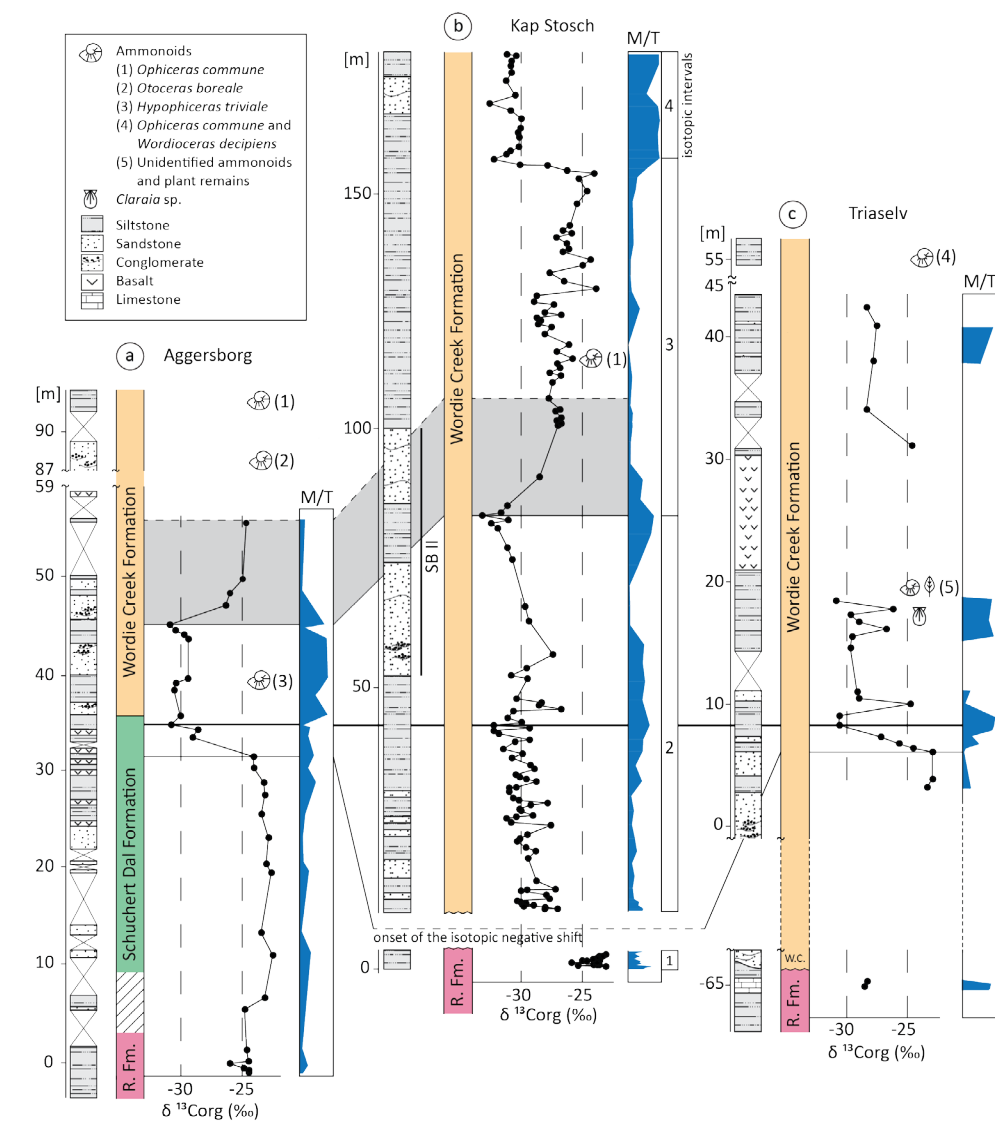 Ammonoids
(1) Ophiceras commune
(2) Otoceras boreale
(3) Hypophiceras triviale
(4) Ophiceras commune and
Wordioceras decipiens
(5) Unidentified ammonoids
and plant remains
Claraia sp.
Siltstone
Sandstone
Conglomerate
Basalt
Limestone
a Aggersborg
[m]
90
87
59
50
40
30
20
10
0
Wordie Creek Formation
Schuchert Dal Formation
R. Fm.
(1)
(2)
(3)
M/T
-30 -25
δ ¹³Corg (‰)
b Kap Stosch
[m]
150
100
50
0
SB II
Wordie Creek Formation
R. Fm.
(1)
M/T
isotopic intervals
4
3
2
1
onset of the isotopic negative shift
-30 -25
δ ¹³Corg (‰)
c Triaselv
[m]
55
45
40
30
20
10
0
-65
Wordie Creek Formation
w.c.
R. Fm.
(4)
(5)
M/T
-30 -25
δ ¹³Corg (‰)